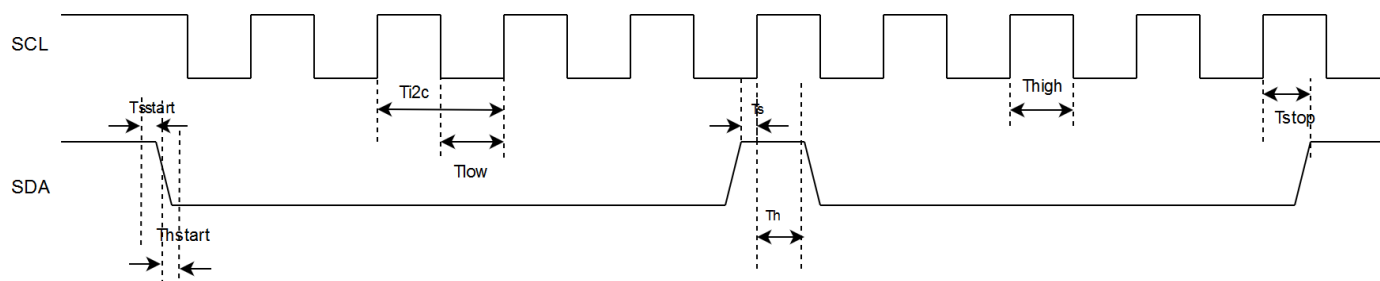 SCL
Ti2c
Thigh
Tsstart
Ts
Tstop
Tlow
SDA
Th
Thstart